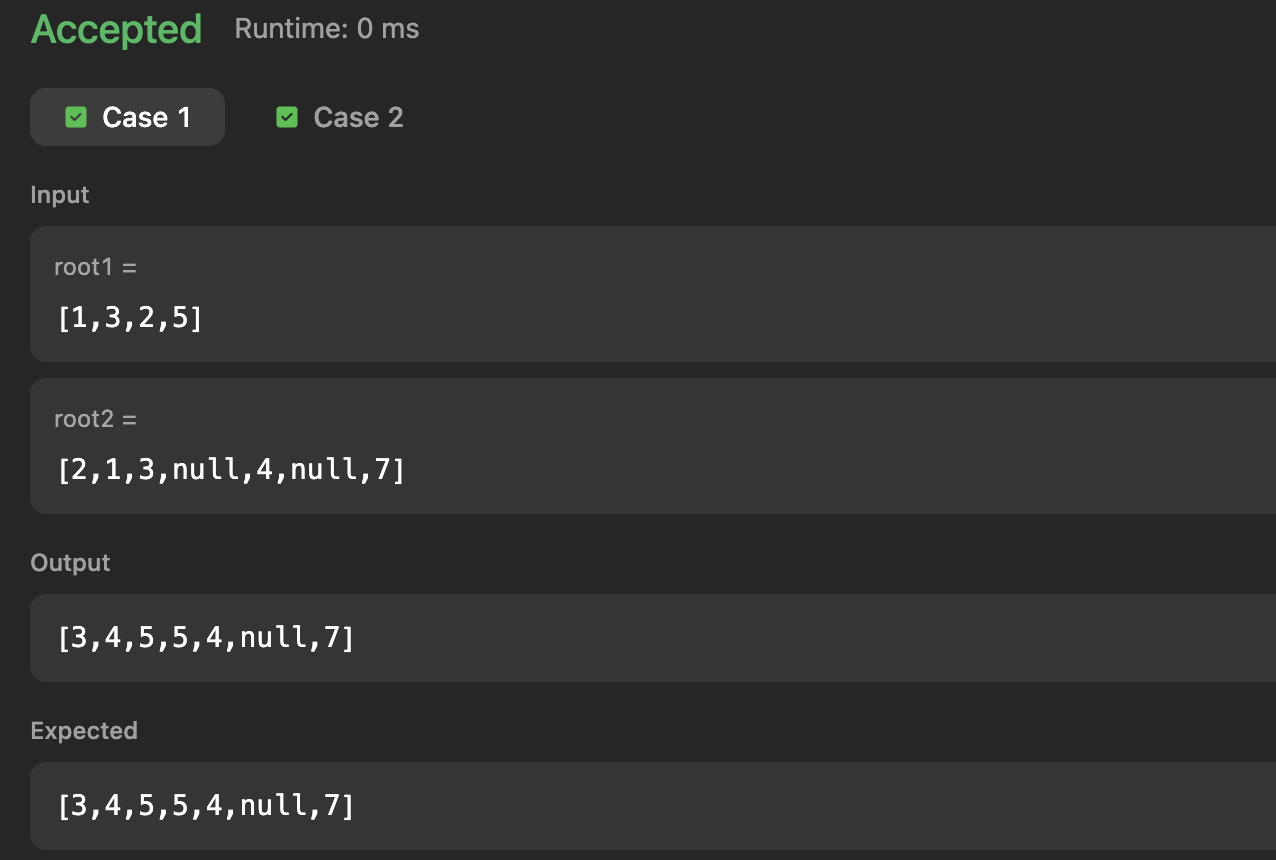 Accepted Runtime: 0 ms
Case 1 Case 2
Input
root1 =
[1,3,2,5]
root2 =
[2,1,3,null,4,null,7]
Output
[3,4,5,5,4,null,7]
Expected
[3,4,5,5,4,null,7]